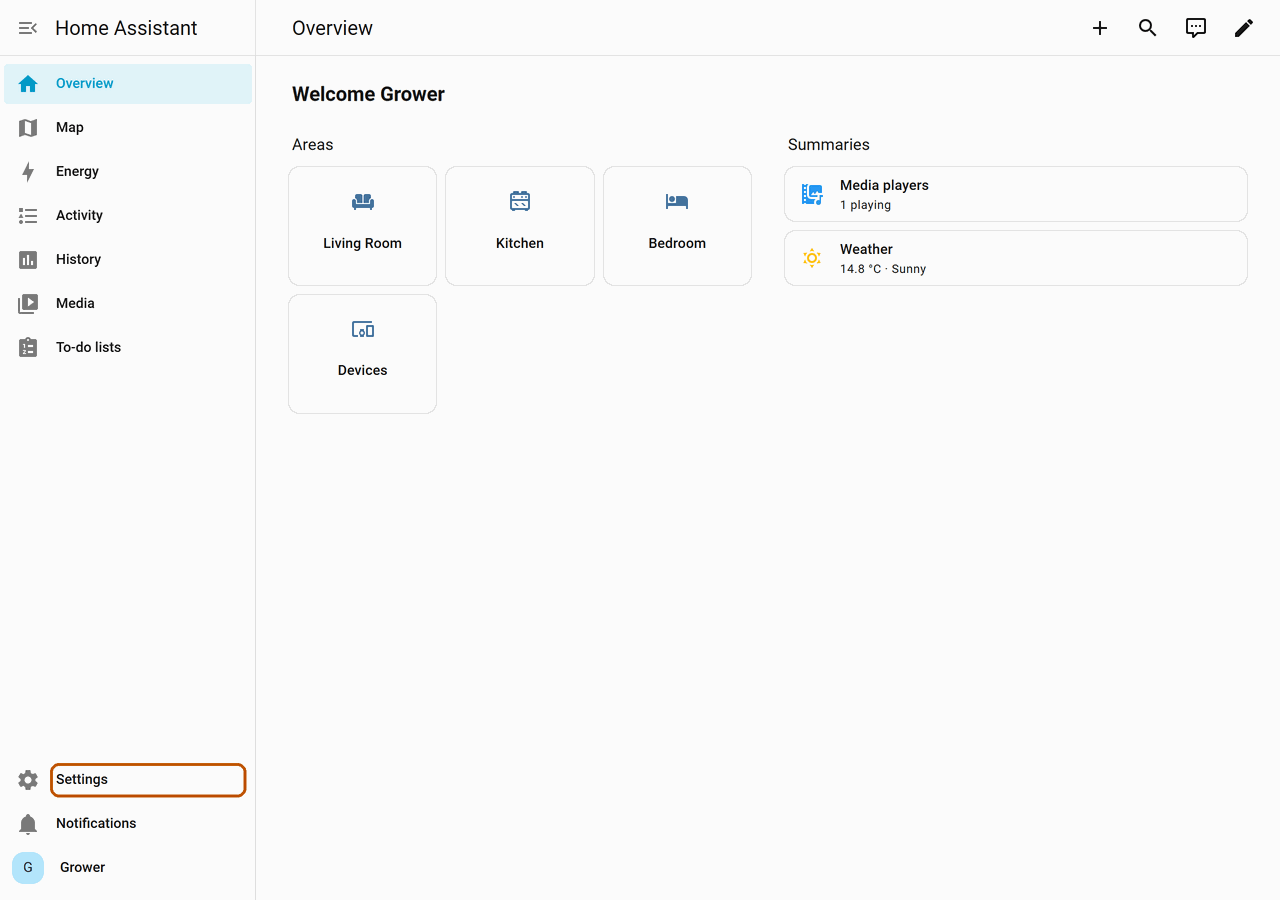 Home Assistant
Overview
Overview
Map
Energy
Activity
History
Media
To-do lists
Settings
Notifications
G
Grower
Welcome Grower
Areas
Living Room
Kitchen
Bedroom
Devices
Summaries
Media players
1 playing
Weather
14.8 °C · Sunny